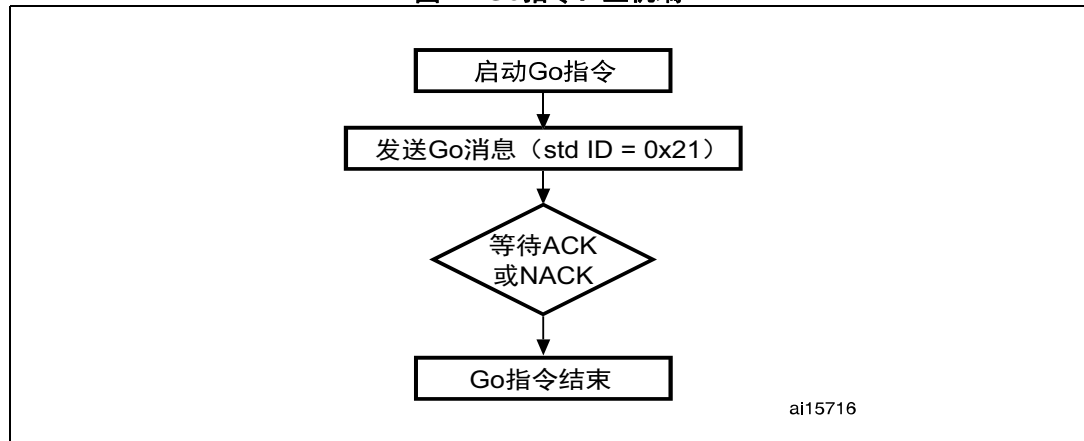 启动Go指令
发送Go消息（std ID = 0x21）
等待ACK
或NACK
Go指令结束
ai15716